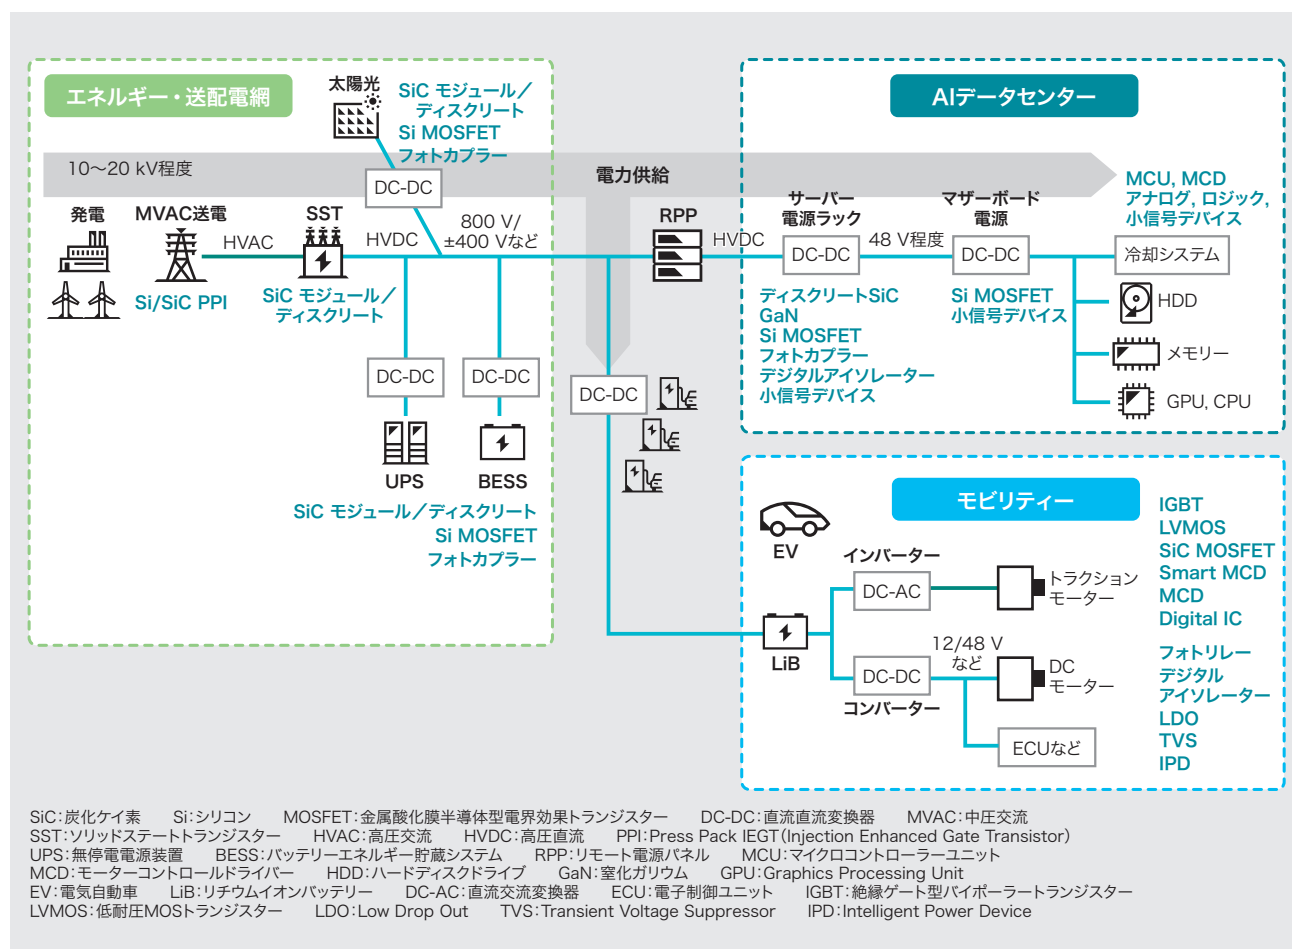 エネルギー・送配電網
太陽光
SiC モジュール／
ディスクリート
Si MOSFET
フォトカプラー
10〜20 kV程度
DC-DC
電力供給
発電
MVAC送電
SST
HVAC
HVDC
800 V/
±400 Vなど
RPP
HVDC
Si/SiC PPI
SiC モジュール／
ディスクリート
DC-DC
DC-DC
DC-DC
UPS
BESS
SiC モジュール／ディスクリート
Si MOSFET
フォトカプラー
AIデータセンター
サーバー
電源ラック
48 V程度
マザーボード
電源
MCU, MCD
アナログ, ロジック,
小信号デバイス
DC-DC
DC-DC
冷却システム
ディスクリートSiC
GaN
Si MOSFET
フォトカプラー
デジタルアイソレーター
小信号デバイス
Si MOSFET
小信号デバイス
HDD
メモリー
GPU, CPU
モビリティー
EV
インバーター
DC-AC
トラクション
モーター
LiB
12/48 V
など
DC-DC
コンバーター
DC
モーター
ECUなど
IGBT
LVMOS
SiC MOSFET
Smart MCD
MCD
Digital IC
フォトリレー
デジタル
アイソレーター
LDO
TVS
IPD
SiC：炭化ケイ素　Si：シリコン　MOSFET：金属酸化膜半導体型電界効果トランジスター　DC-DC：直流直流変換器　MVAC：中圧交流
SST：ソリッドステートトランジスター　HVAC：高圧交流　HVDC：高圧直流　PPI：Press Pack IEGT（Injection Enhanced Gate Transistor）
UPS：無停電電源装置　BESS：バッテリーエネルギー貯蔵システム　RPP：リモート電源パネル　MCU：マイクロコントローラーユニット
MCD：モーターコントロールドライバー　HDD：ハードディスクドライブ　GaN：窒化ガリウム　GPU：Graphics Processing Unit
EV：電気自動車　LiB：リチウムイオンバッテリー　DC-AC：直流交流変換器　ECU：電子制御ユニット　IGBT：絶縁ゲート型バイポーラートランジスター
LVMOS：低耐圧MOSトランジスター　LDO：Low Drop Out　TVS：Transient Voltage Suppressor　IPD：Intelligent Power Device